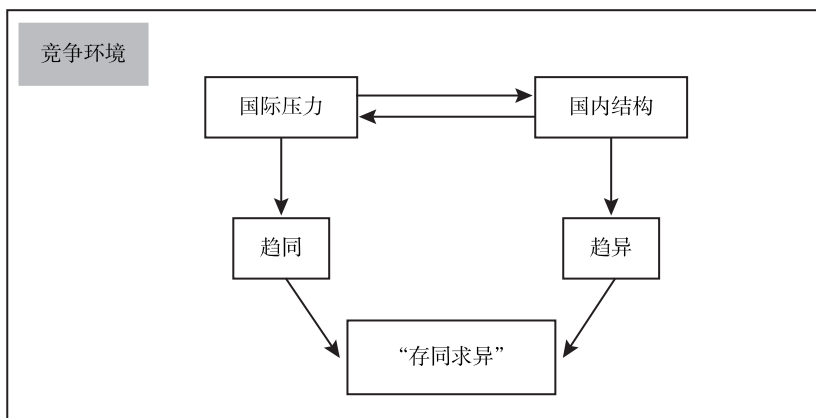 竞争环境
国际压力
国内结构
趋同
趋异
“存同求异”